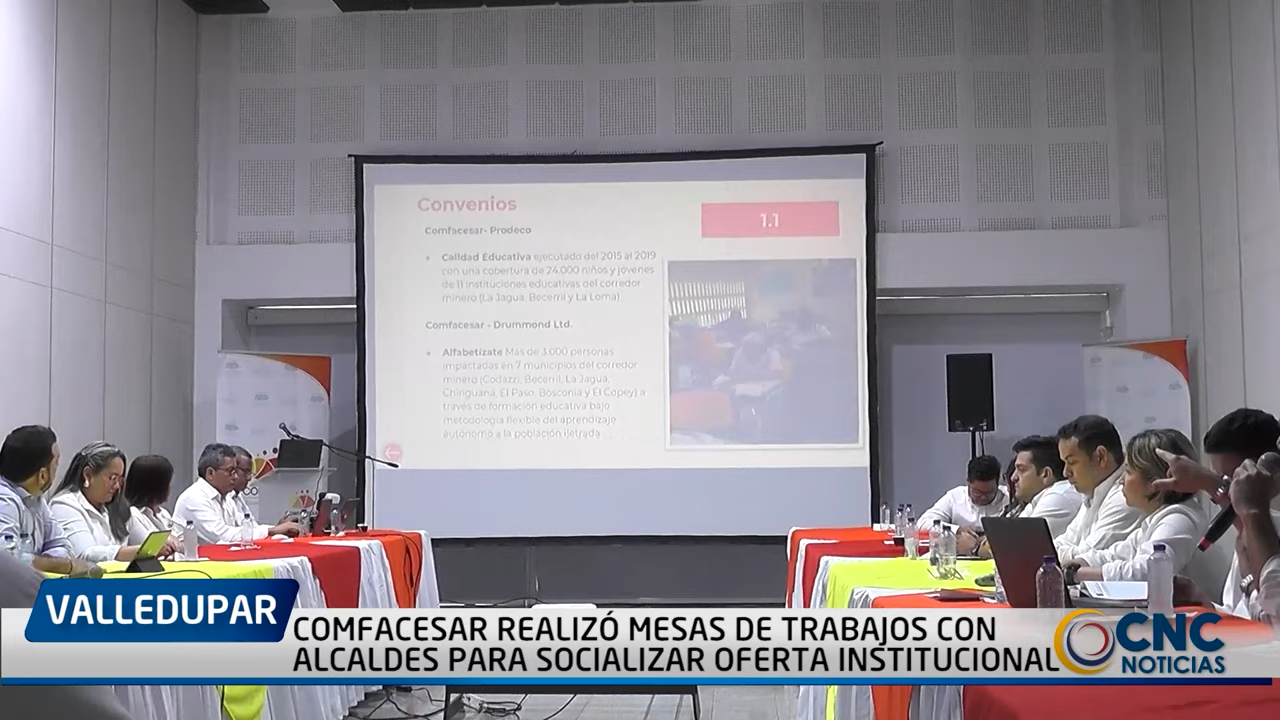 Convenios
1.1
Comfacesar- Prodeco
Calidad Educativa ejecutado del 2015 al 2019
con una cobertura de 24.000 niños y jóvenes
de 11 instituciones educativas del corredor
minero (La Jagua, Becerril y La Loma)
Comfacesar - Drummond Ltd.
Alfabetízate Más de 3.000 personas
impactadas en 7 municipios del corredor
minero (Codazzi, Becerril, La Jagua,
Chiriguaná, El Paso, Bosconia y El Copey) a
través de formación educativa bajo
metodología flexible del aprendizaje
autónomo a la población iletrada
VALLEDUPAR
COMFACESAR REALIZÓ MESAS DE TRABAJOS CON
ALCALDES PARA SOCIALIZAR OFERTA INSTITUCIONAL
CNC
NOTICIAS